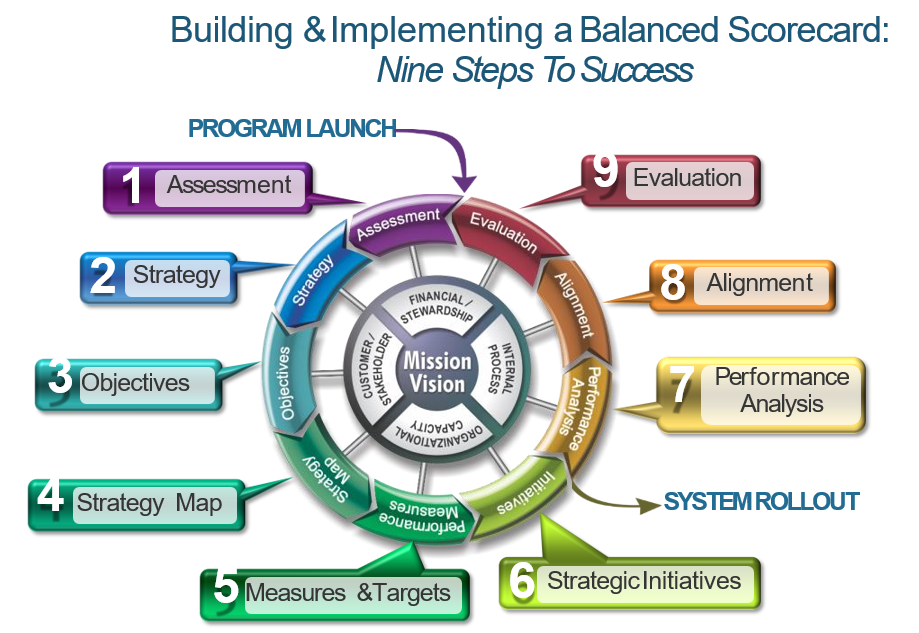 Building & Implementing a Balanced Scorecard:
Nine Steps To Success
PROGRAM LAUNCH
1 Assessment
2 Strategy
3 Objectives
4 Strategy Map
5 Measures & Targets
6 Strategic Initiatives
7 Performance
Analysis
8 Alignment
9 Evaluation
SYSTEM ROLLOUT
Assessment
Strategy
Objectives
Strategy
Map
Performance
Measures
Initiatives
Performance
Analysis
Alignment
Evaluation
FINANCIAL /
STEWARDSHIP
CUSTOMER /
STAKEHOLDER
INTERNAL
PROCESS
ORGANIZATIONAL
CAPACITY
Mission
Vision